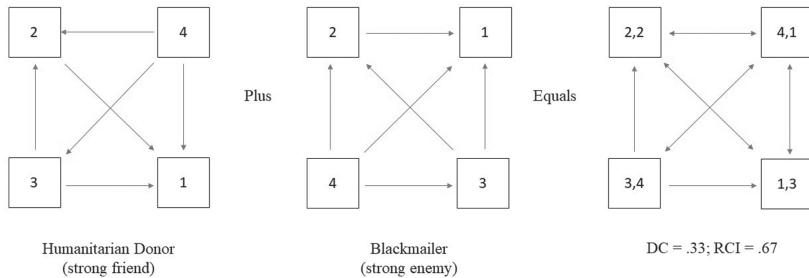 2 4 2 1 2,2 4,1
Plus Equals
3 1 4 3 3,4 1,3
Humanitarian Donor Blackmailer DC = .33; RCI = .67
(strong friend) (strong enemy)